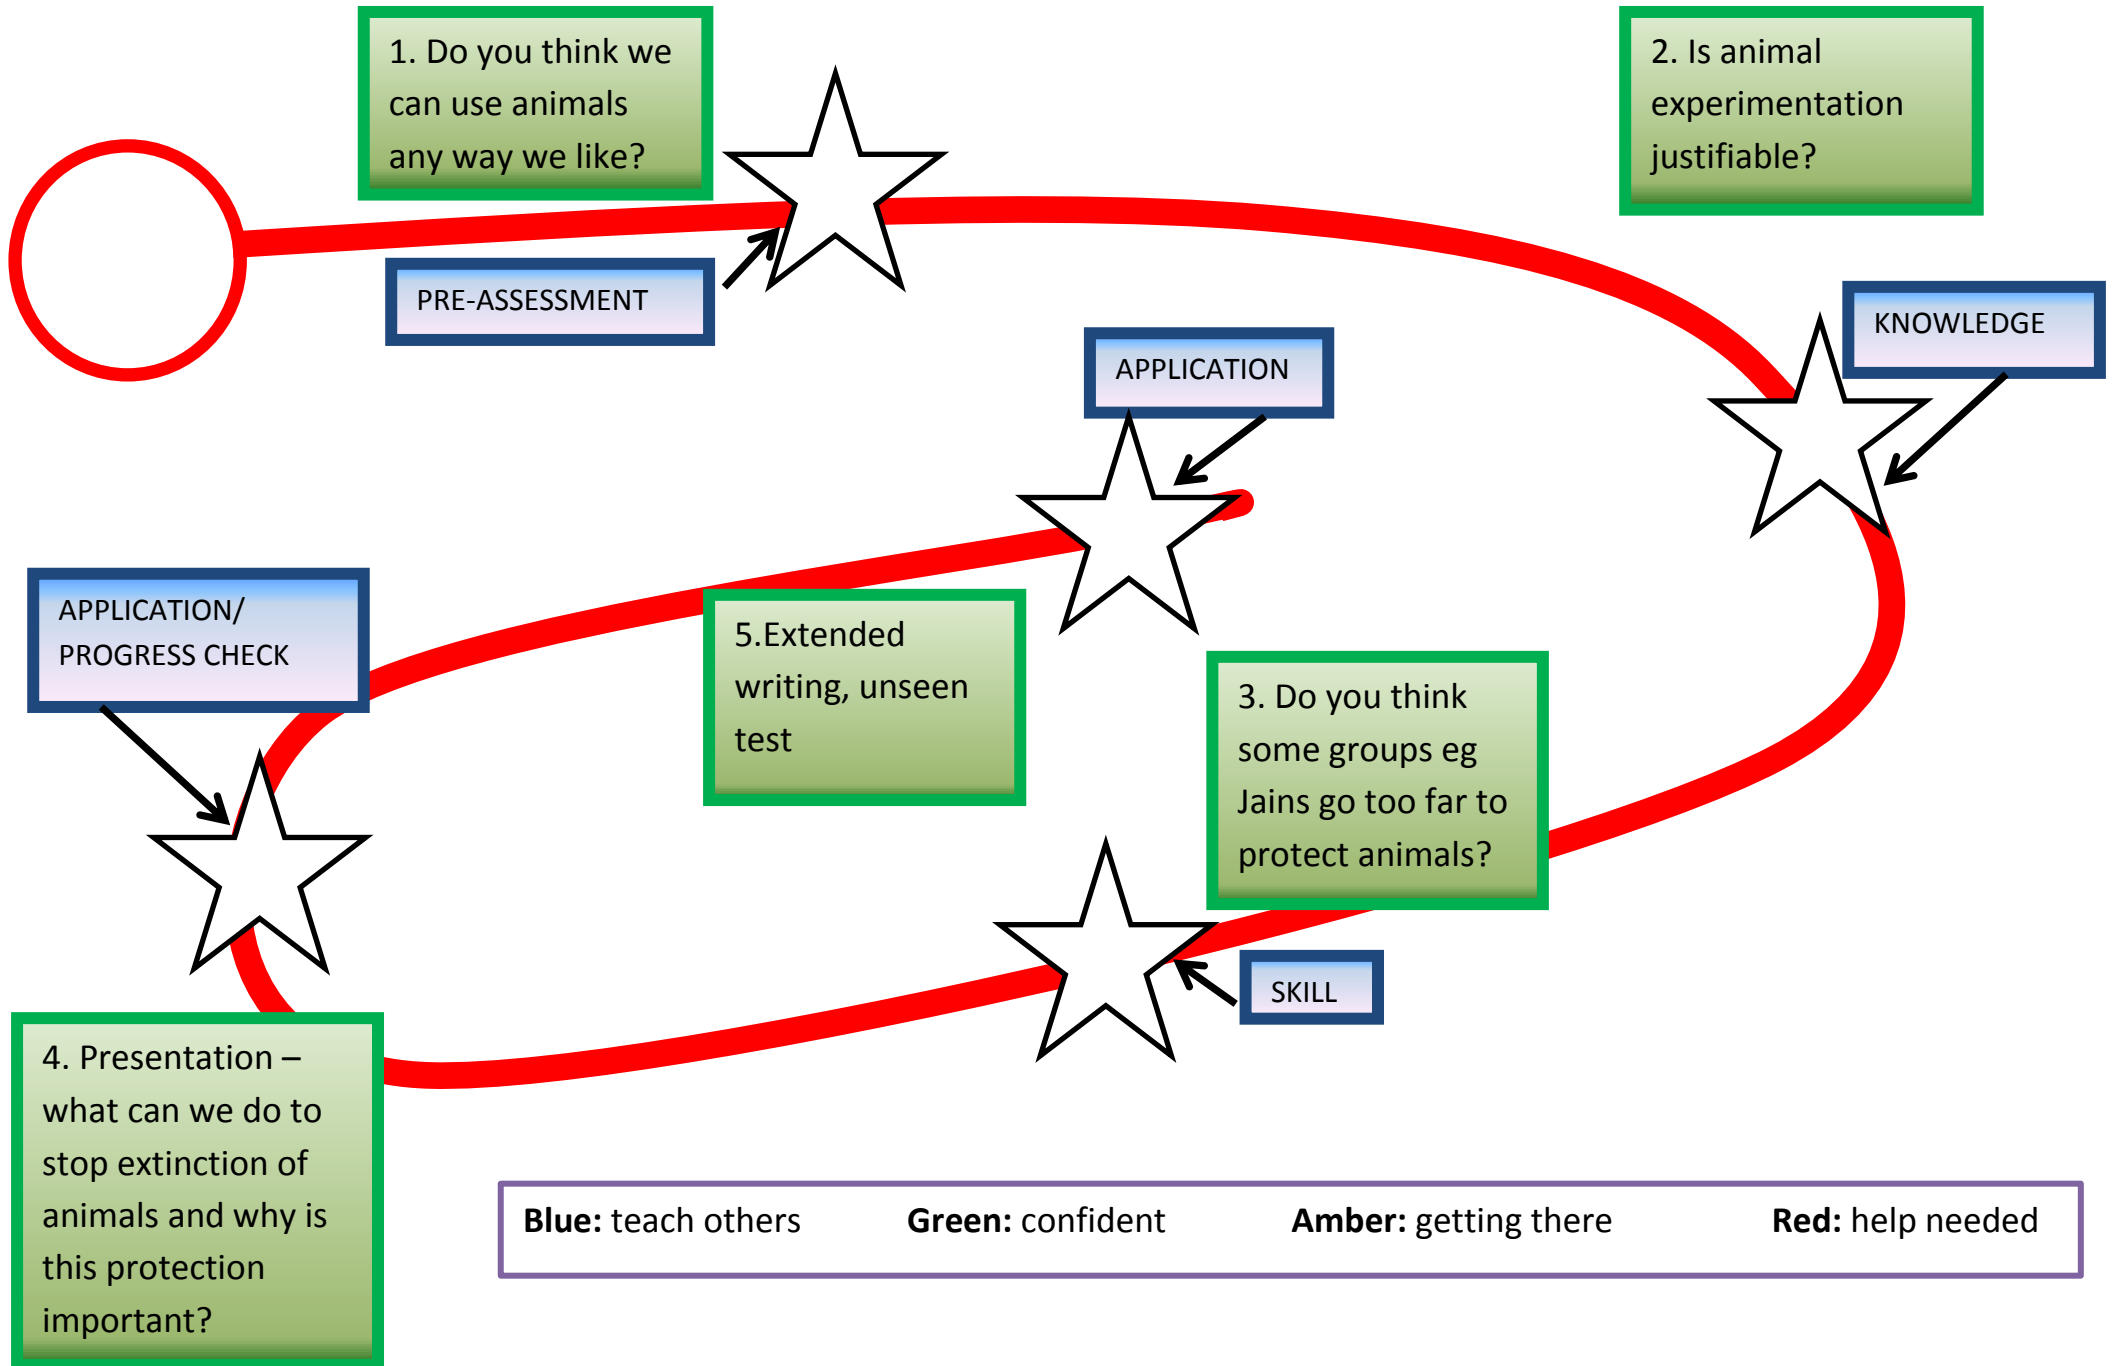 1. Do you think we
can use animals
any way we like?
PRE-ASSESSMENT
2. Is animal
experimentation
justifiable?
KNOWLEDGE
APPLICATION
APPLICATION/
PROGRESS CHECK
5.Extended
writing, unseen
test
3. Do you think
some groups eg
Jains go too far to
protect animals?
SKILL
4. Presentation –
what can we do to
stop extinction of
animals and why is
this protection
important?
Blue: teach others Green: confident Amber: getting there Red: help needed